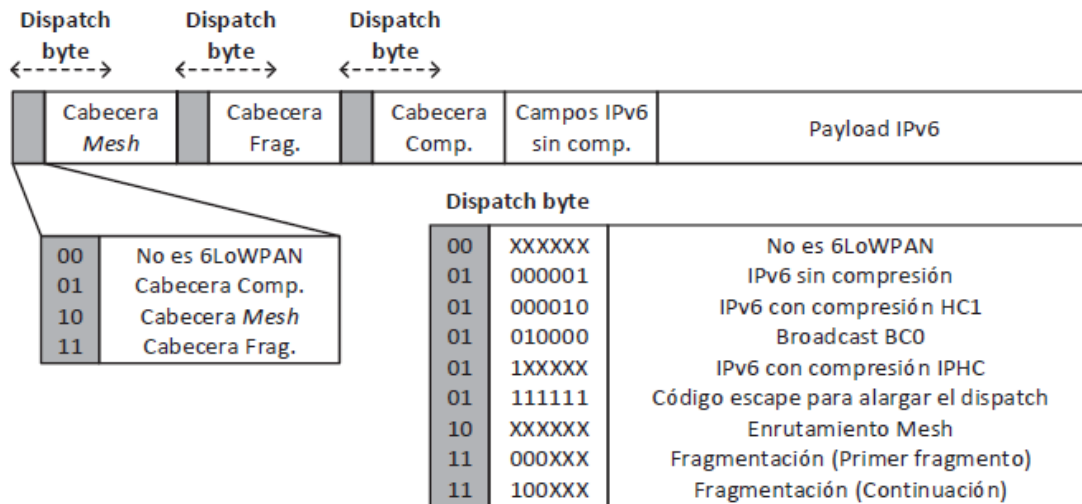 Dispatch byte
Dispatch byte
Dispatch byte
Cabecera Mesh
Cabecera Frag.
Cabecera Comp.
Campos IPv6 sin comp.
Payload IPv6
00 No es 6LoWPAN
01 Cabecera Comp.
10 Cabecera Mesh
11 Cabecera Frag.
Dispatch byte
00 XXXXXX No es 6LoWPAN
01 000001 IPv6 sin compresión
01 000010 IPv6 con compresión HC1
01 010000 Broadcast BC0
01 1XXXXX IPv6 con compresión IPHC
01 111111 Código escape para alargar el dispatch
10 XXXXXX Enrutamiento Mesh
11 000XXX Fragmentación (Primer fragmento)
11 100XXX Fragmentación (Continuación)